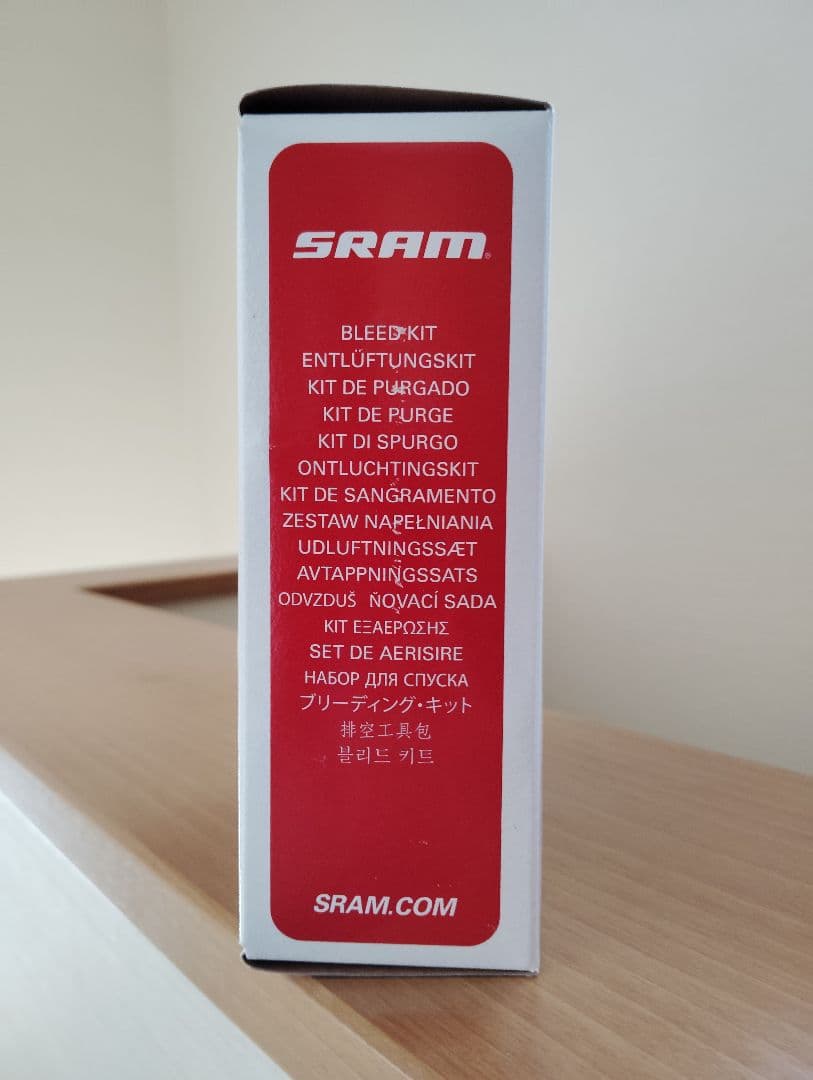 SRAM
BLEED KIT
ENTLÜFTUNGSKIT
KIT DE PURGADO
KIT DE PURGE
KIT DI SPURGO
ONTLUCHTINGSKIT
KIT DE SANGRAMENTO
ZESTAW NAPEŁNIANIA
UDLUFTNINGSSÆT
AVTAPPNINGSSATS
ODVZDUŠ ŇOVACÍ SADA
KIT ΕΞΑΕΡΩΣΗΣ
SET DE AERISIRE
НАБОР ДЛЯ СПУСКА
ブリーディング・キット
排空工具包
블리드 키트
SRAM.COM